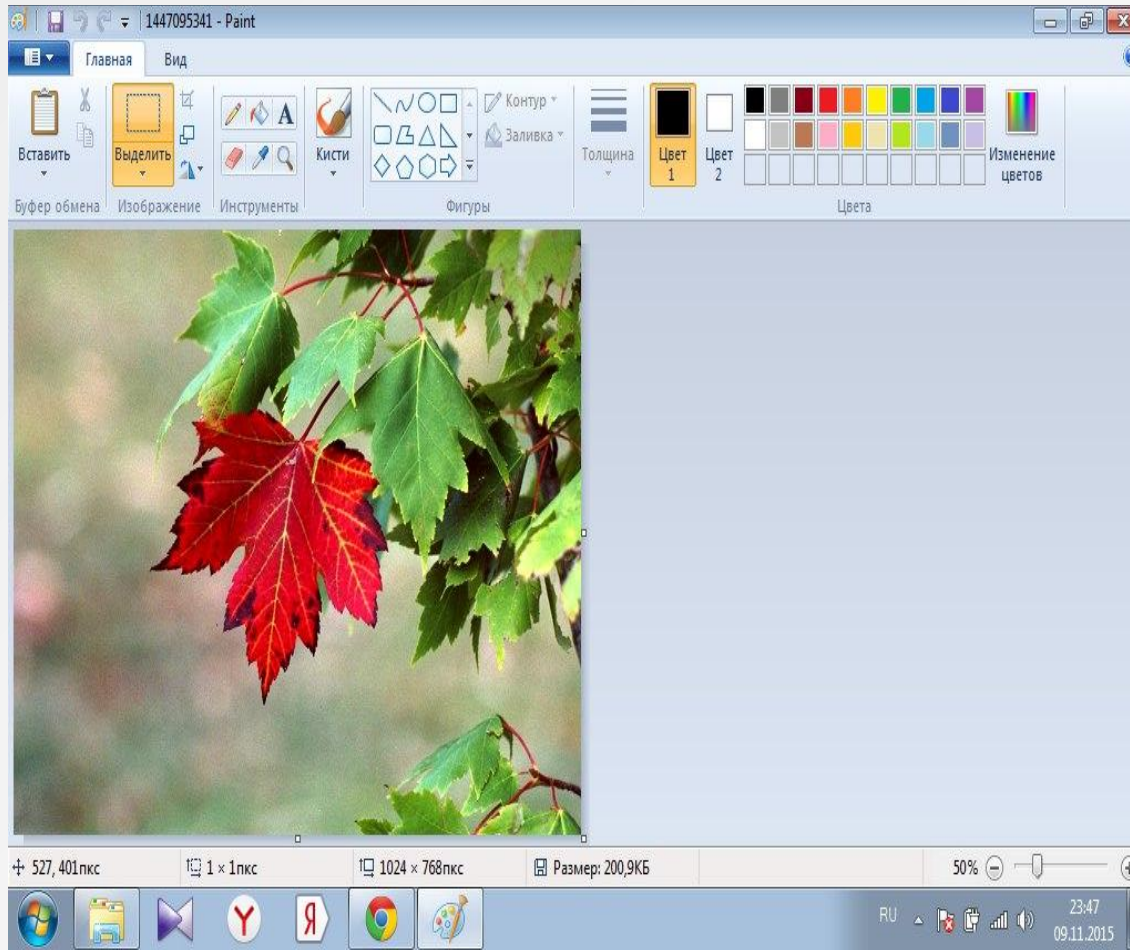 1447095341 - Paint
Главная Вид
Вставить
Выделить
A
Кисти
Контур
Заливка
Толщина
Цвет 1
Цвет 2
Изменение цветов
Буфер обмена Изображение Инструменты Фигуры Цвета
527, 401пкс 1 × 1пкс 1024 × 768пкс Размер: 200,9КБ 50%
Y Я RU 23:47
09.11.2015